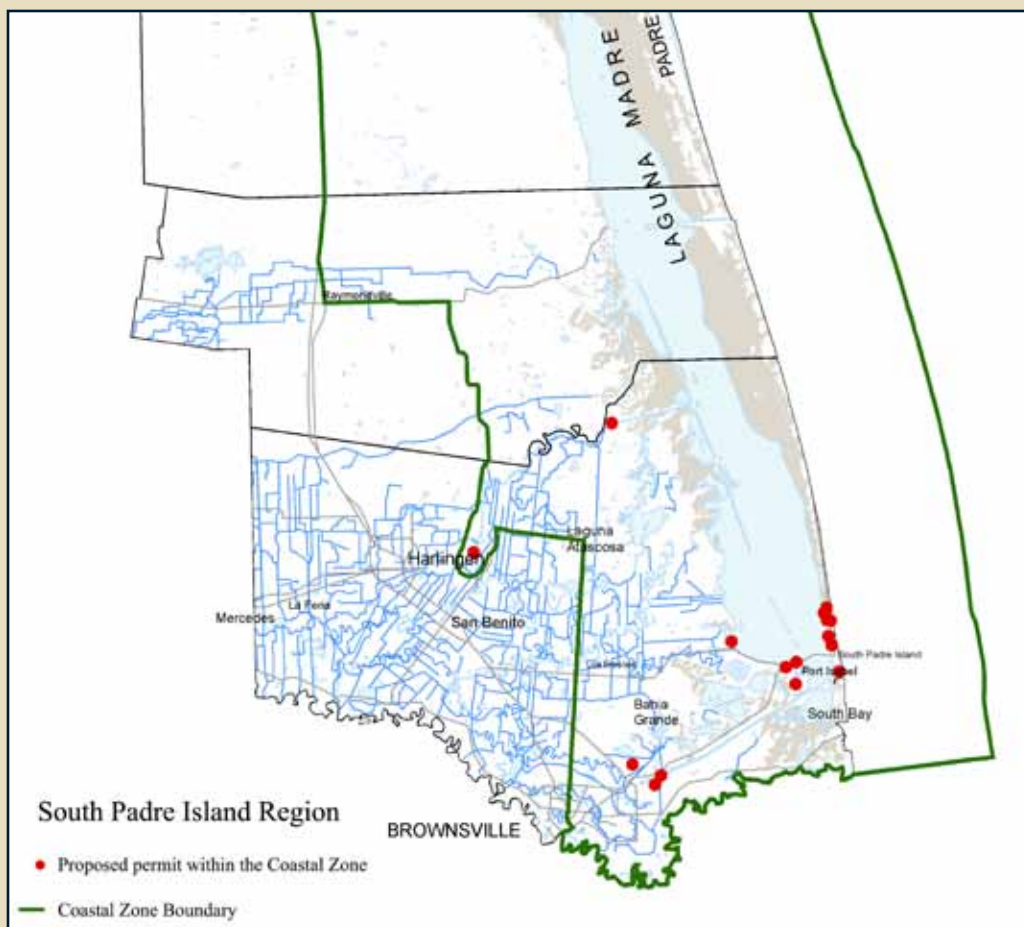 LAGUNA MADRE
PADRE
Raymondville
Laguna
Atascosa
Harlingen
La Feria
Mercedes
San Benito
South Padre Island
Port Isabel
Bahia
Grande
South Bay
South Padre Island Region
BROWNSVILLE
Proposed permit within the Coastal Zone
Coastal Zone Boundary